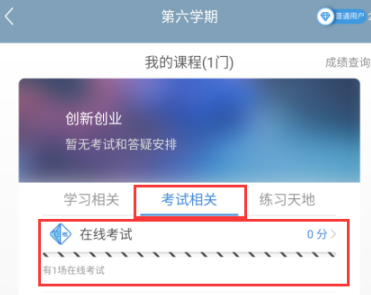 第六学期
普通用户
我的课程(1门)
成绩查询
创新创业
暂无考试和答疑安排
学习相关
考试相关
练习天地
在线考试
0 分
有1场在线考试